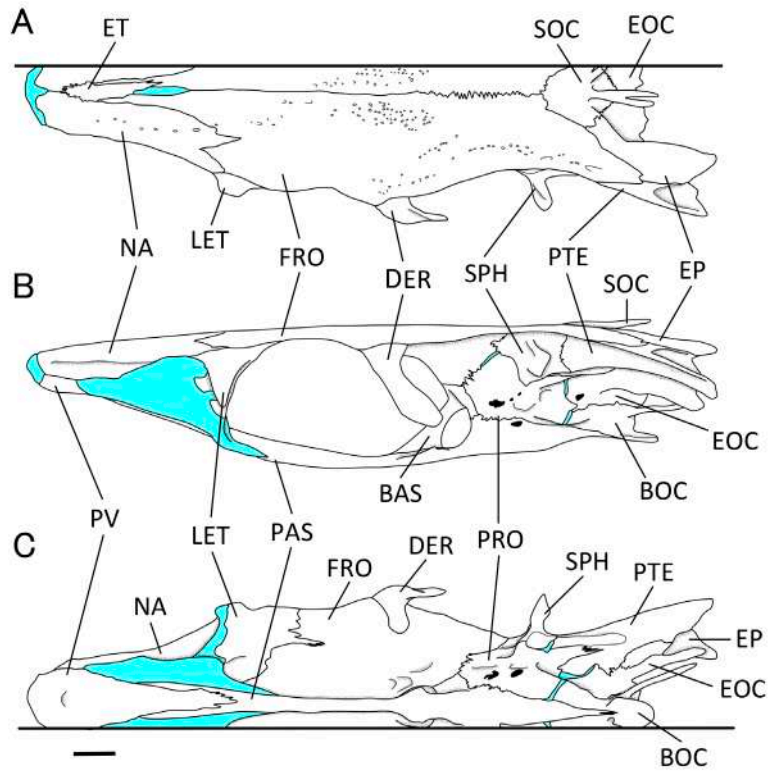 A
ET
SOC
EOC
NA
LET
FRO
DER
SPH
PTE
EP
B
SOC
EOC
BAS
BOC
PV
LET
PAS
PRO
C
NA
FRO
DER
SPH
PTE
EP
EOC
BOC